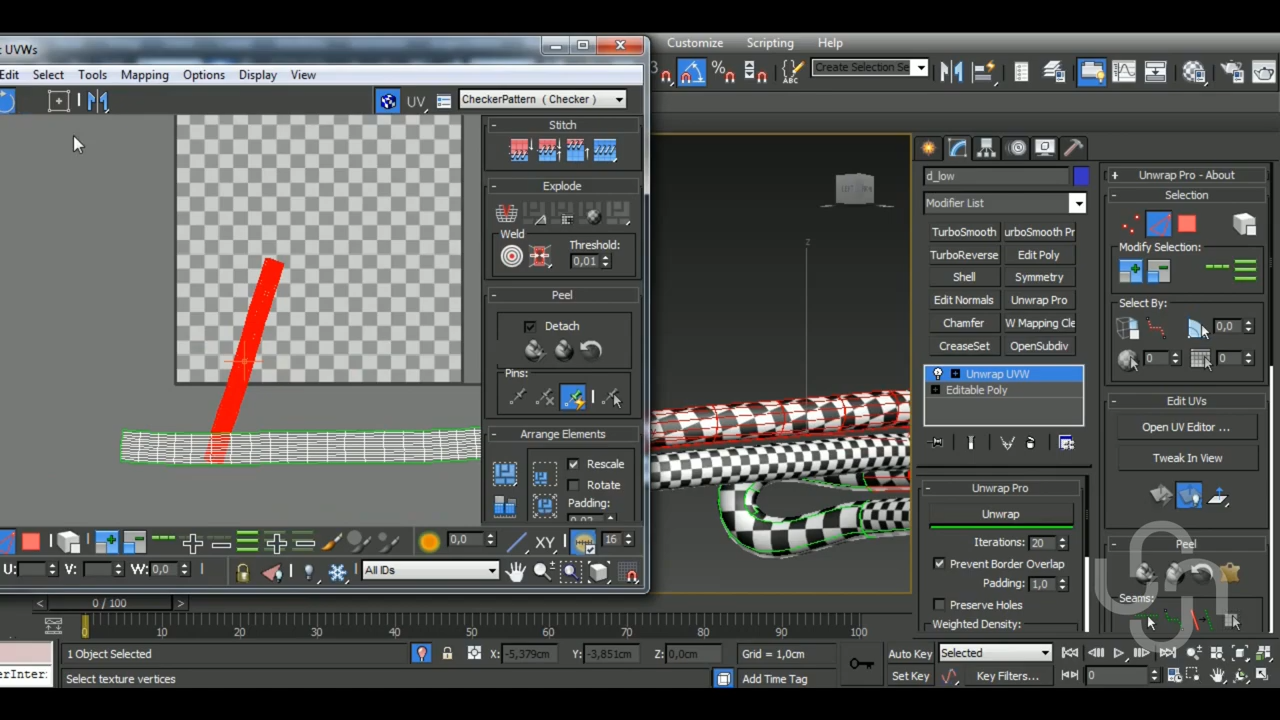 UVWs
Customize Scripting Help
Edit Select Tools Mapping Options Display View
Create Selection Se
UV CheckerPattern ( Checker )
Stitch
Explode
Weld
Threshold:
0,01
Peel
Detach
Pins:
Arrange Elements
Rescale
Rotate
Padding:
0,02
0,0 XY 16
U: V: W: 0,0 All IDs
d_low
Modifier List
TurboSmooth urboSmooth Pr
TurboReverse Edit Poly
Shell Symmetry
Edit Normals Unwrap Pro
Chamfer W Mapping Cle
CreaseSet OpenSubdiv
Unwrap UVW
Editable Poly
Unwrap Pro
Unwrap
Iterations: 20
Prevent Border Overlap
Padding: 1,0
Preserve Holes
Weighted Density:
Unwrap Pro - About
Selection
Modify Selection:
Select By:
0,0
0 0
Edit UVs
Open UV Editor ...
Tweak In View
Peel
Seams:
z
< 0 / 100 >
0 10 20 30 40 50 60 70 80 90 100
1 Object Selected X: -5,379cm Y: -3,851cm Z: 0,0cm Grid = 1,0cm Auto Key Selected
Select texture vertices Add Time Tag Set Key Key Filters... 0